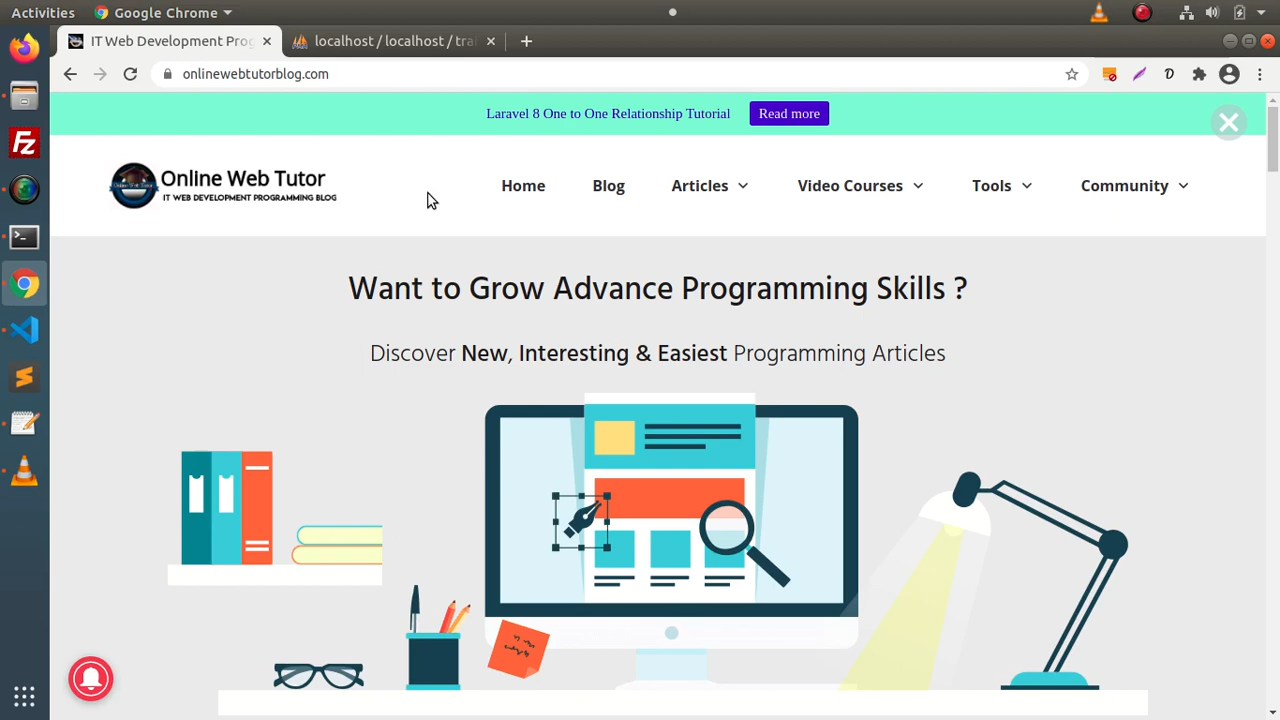 Activities
Google Chrome
IT Web Development Prog
localhost / localhost / tra
onlinewebtutorblog.com
Laravel 8 One to One Relationship Tutorial
Read more
Online Web Tutor
IT WEB DEVELOPMENT PROGRAMMING BLOG
Home
Blog
Articles
Video Courses
Tools
Community
Want to Grow Advance Programming Skills ?
Discover New, Interesting & Easiest Programming Articles